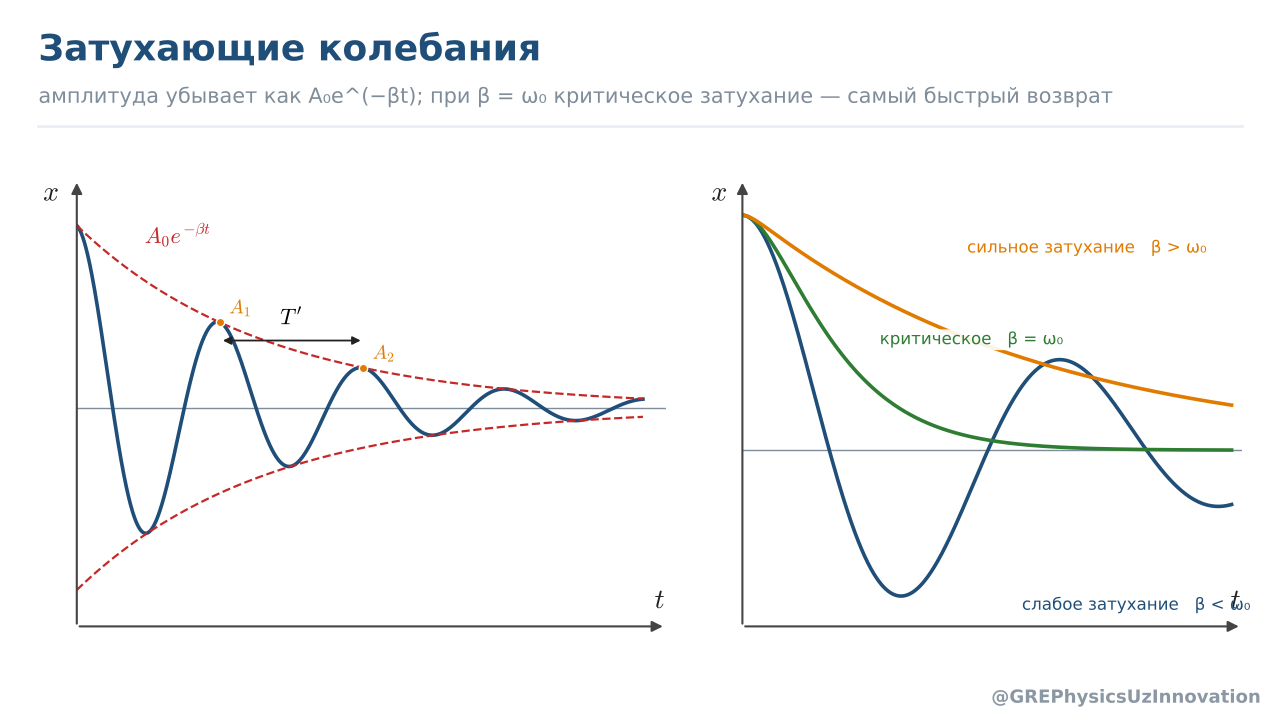 Затухающие колебания
амплитуда убывает как A₀e^(−βt); при β = ω₀ критическое затухание — самый быстрый возврат
x
A₀e^{−βt}
A₁
T′
A₂
t
x
сильное затухание β > ω₀
критическое β = ω₀
слабое затухание β < ω₀
t
@GREPhysicsUzInnovation